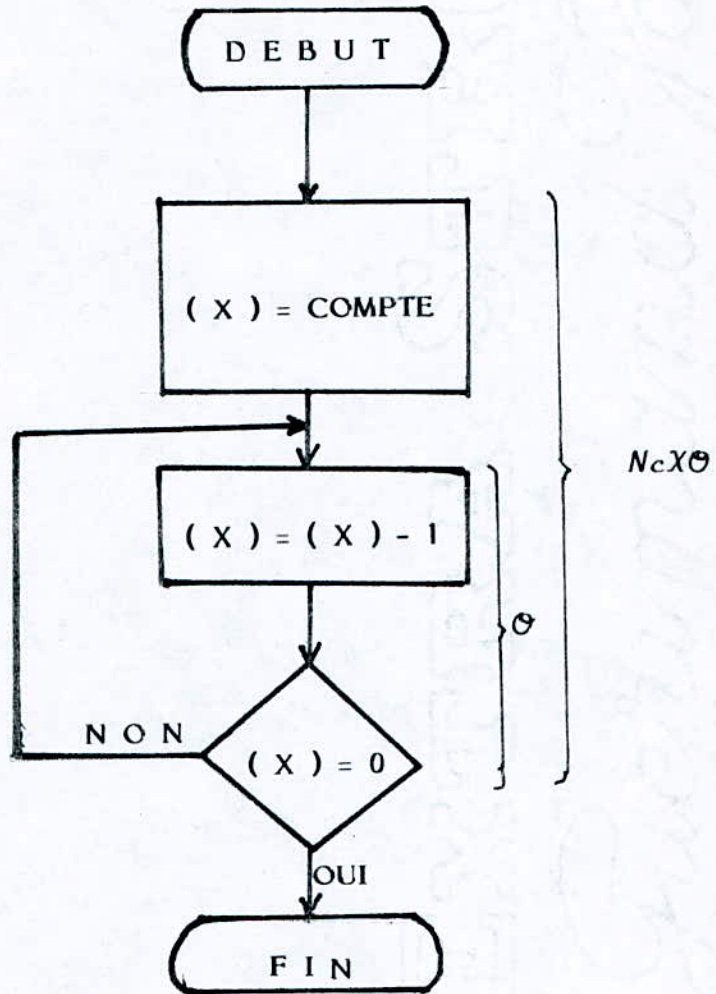 DEBUT
( X ) = COMPTE
NcXΘ
( X ) = ( X ) - 1
Θ
NON
( X ) = 0
OUI
FIN